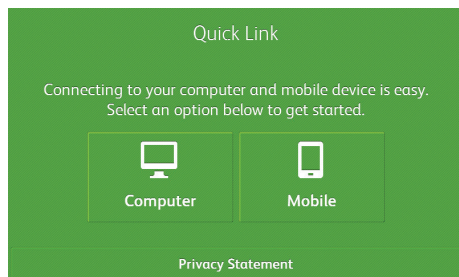 Quick Link
Connecting to your computer and mobile device is easy.
Select an option below to get started.
Computer
Mobile
Privacy Statement